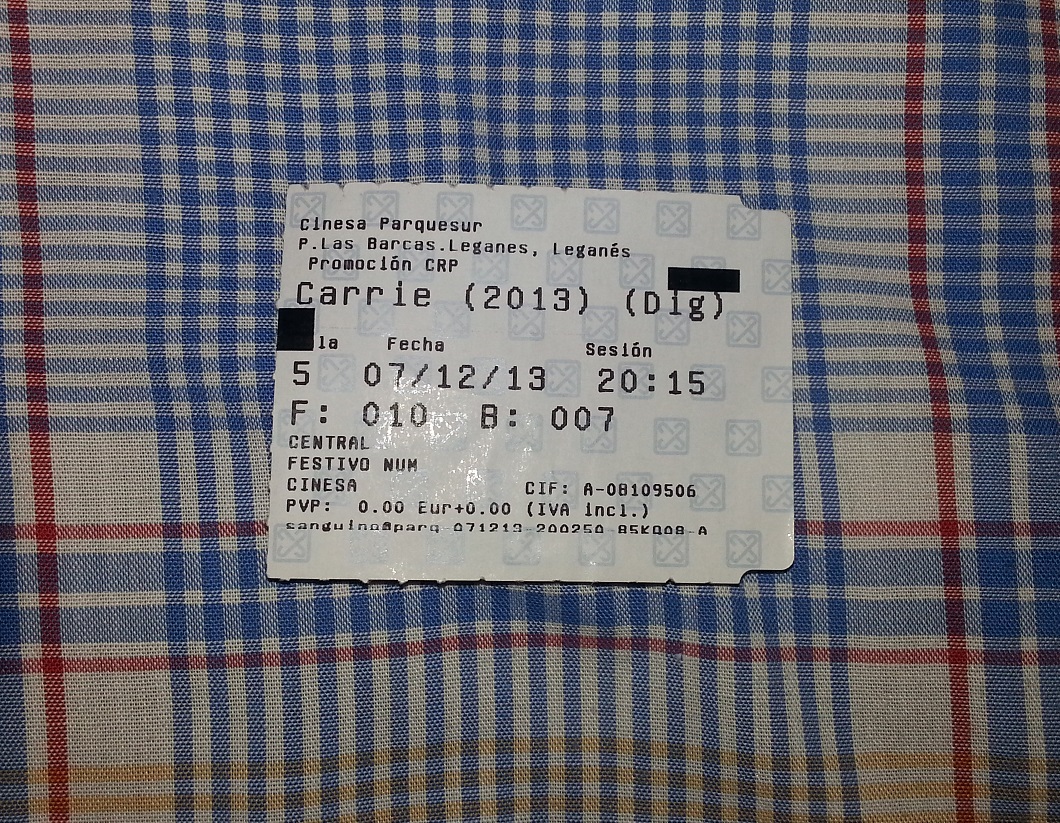 Cinesa Parquesur
P.Las Barcas.Leganes, Leganés
Promoción CRP
Carrie (2013) (Dig)
la Fecha Sesión
5 07/12/13 20:15
F: 010 B: 007
CENTRAL
FESTIVO NUM
CINESA CIF: A-08109506
PVP: 0.00 Eur+0.00 (IVA incl.)